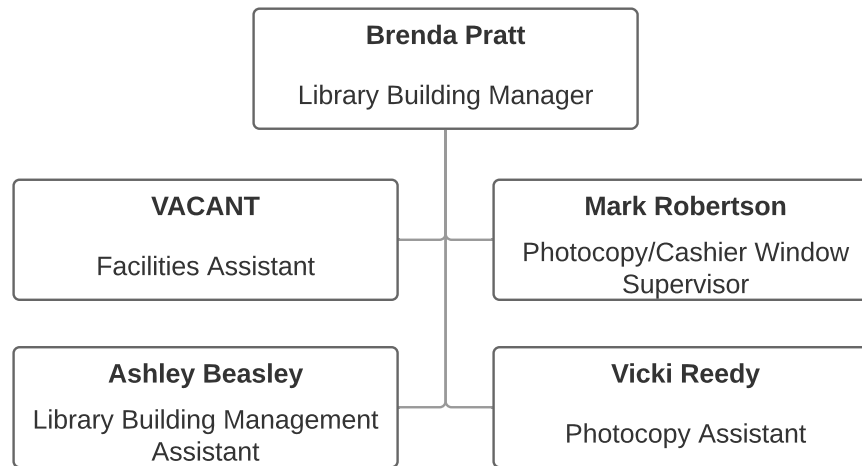 Brenda Pratt
Library Building Manager
VACANT
Facilities Assistant
Mark Robertson
Photocopy/Cashier Window
Supervisor
Ashley Beasley
Library Building Management
Assistant
Vicki Reedy
Photocopy Assistant